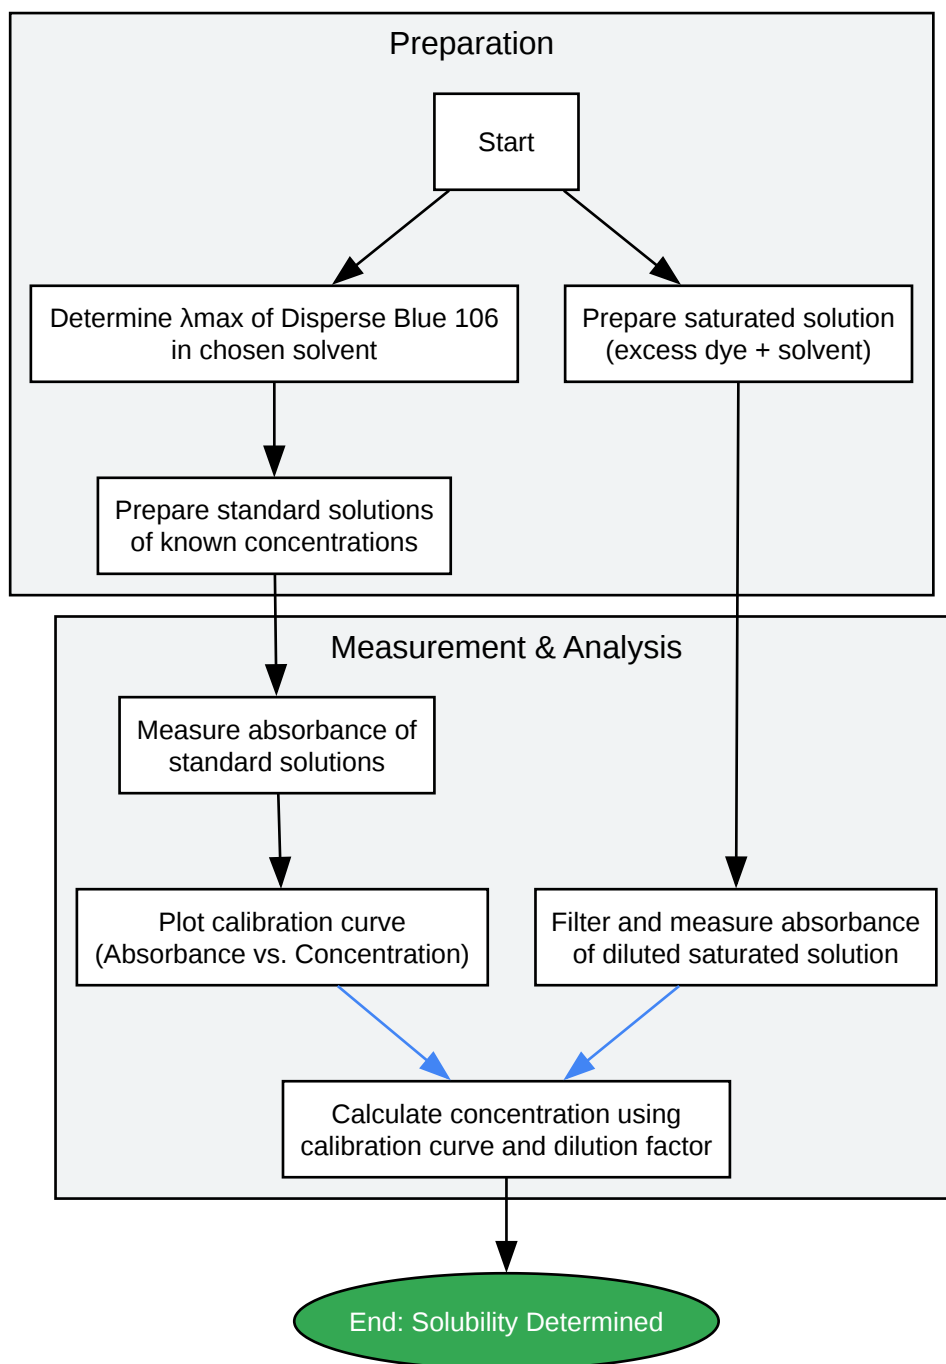 Preparation
Start
Determine λmax of Disperse Blue 106
in chosen solvent
Prepare saturated solution
(excess dye + solvent)
Prepare standard solutions
of known concentrations
Measurement & Analysis
Measure absorbance of
standard solutions
Plot calibration curve
(Absorbance vs. Concentration)
Filter and measure absorbance
of diluted saturated solution
Calculate concentration using
calibration curve and dilution factor
End: Solubility Determined